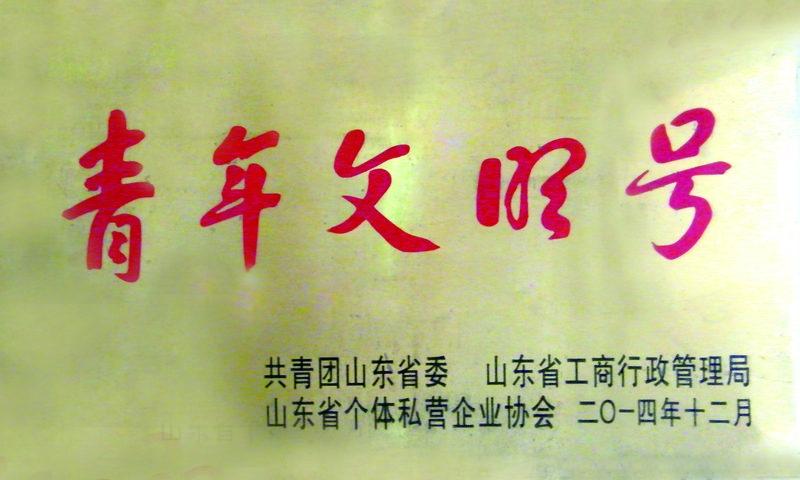 青年文明号
共青团山东省委 山东省工商行政管理局
山东省个体私营企业协会 二〇一四年十二月